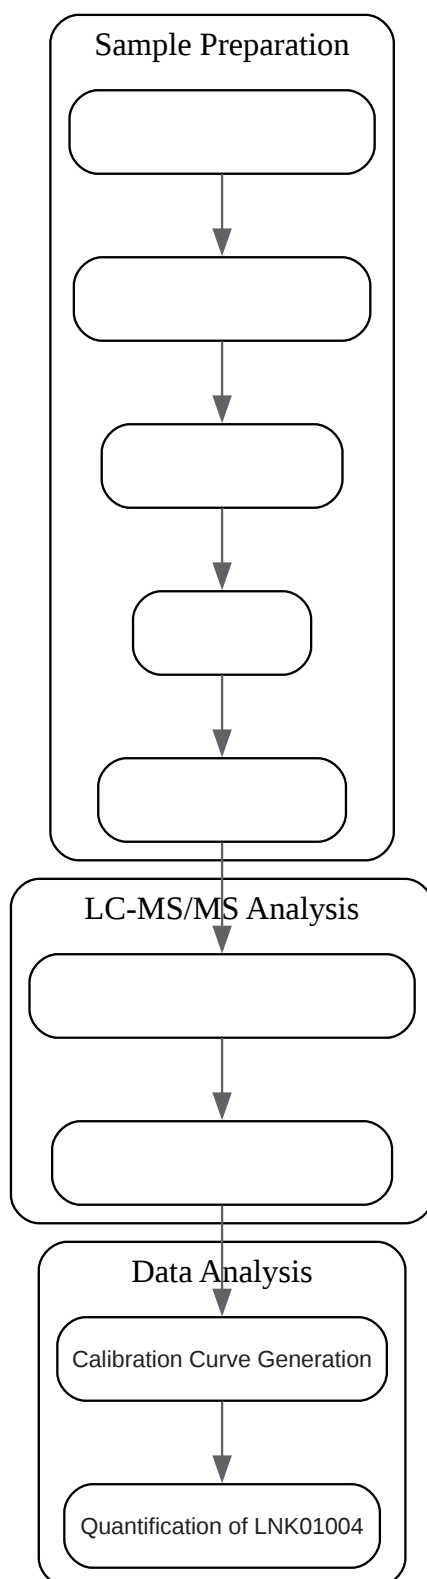 Sample Preparation
LC-MS/MS Analysis
Data Analysis
Calibration Curve Generation
Quantification of LNK01004